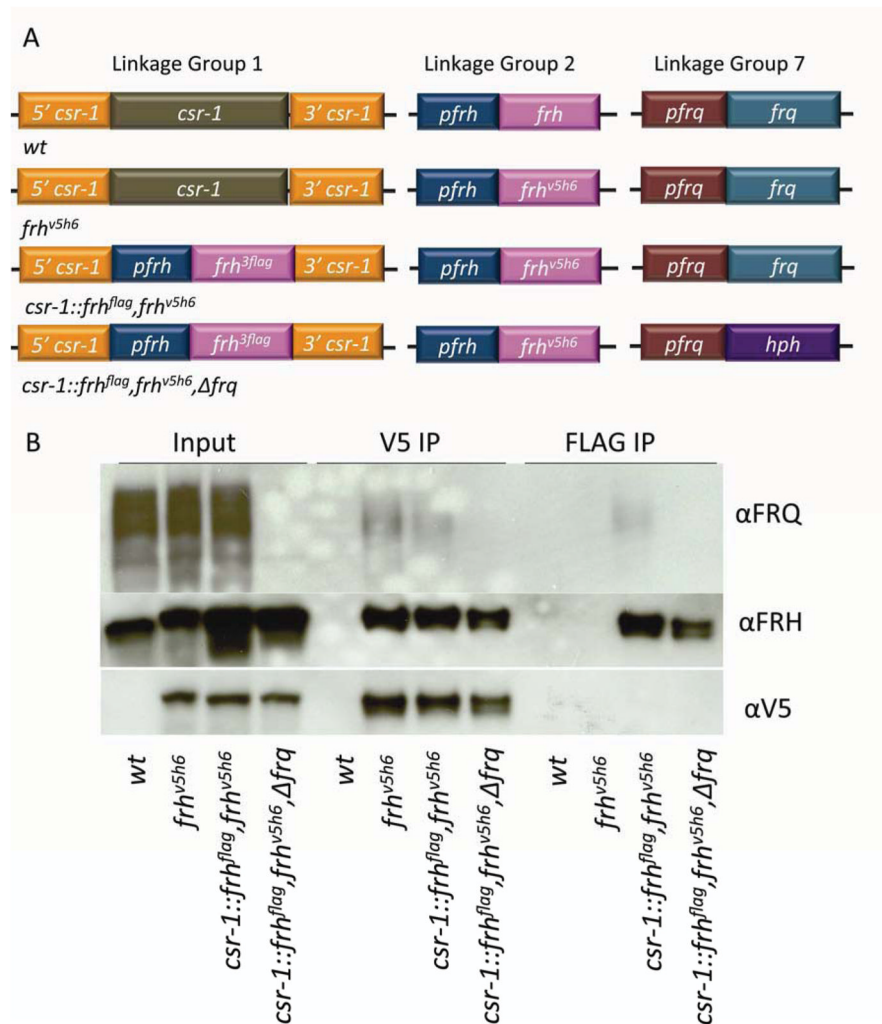 A
Linkage Group 1 Linkage Group 2 Linkage Group 7
5’ csr-1 csr-1 3’ csr-1 pfrh frh pfrq frq
wt
5’ csr-1 csr-1 3’ csr-1 pfrh frhv5h6 pfrq frq
frhv5h6
5’ csr-1 pfrh frh3flag 3’ csr-1 pfrh frhv5h6 pfrq frq
csr-1::frhflag,frhv5h6
5’ csr-1 pfrh frh3flag 3’ csr-1 pfrh frhv5h6 pfrq hph
csr-1::frhflag,frhv5h6,Δfrq
B Input V5 IP FLAG IP
αFRQ
αFRH
αV5
wt
frhv5h6
csr-1::frhflag,frhv5h6
csr-1::frhflag,frhv5h6,Δfrq
wt
frhv5h6
csr-1::frhflag,frhv5h6
csr-1::frhflag,frhv5h6,Δfrq
wt
frhv5h6
csr-1::frhflag,frhv5h6
csr-1::frhflag,frhv5h6,Δfrq